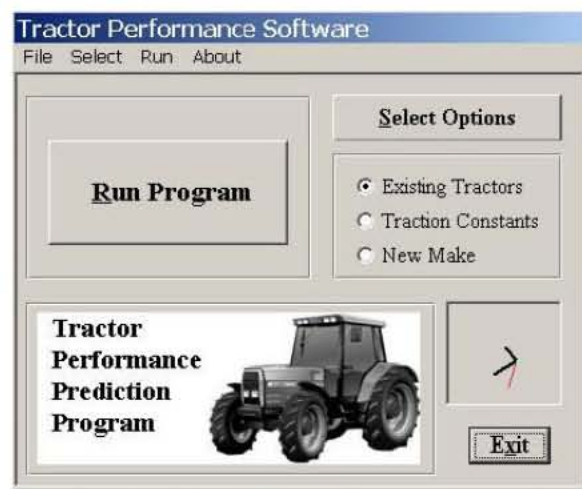 Tractor Performance Software
File Select Run About
Run Program
Select Options
Existing Tractors
Traction Constants
New Make
Tractor
Performance
Prediction
Program
Exit